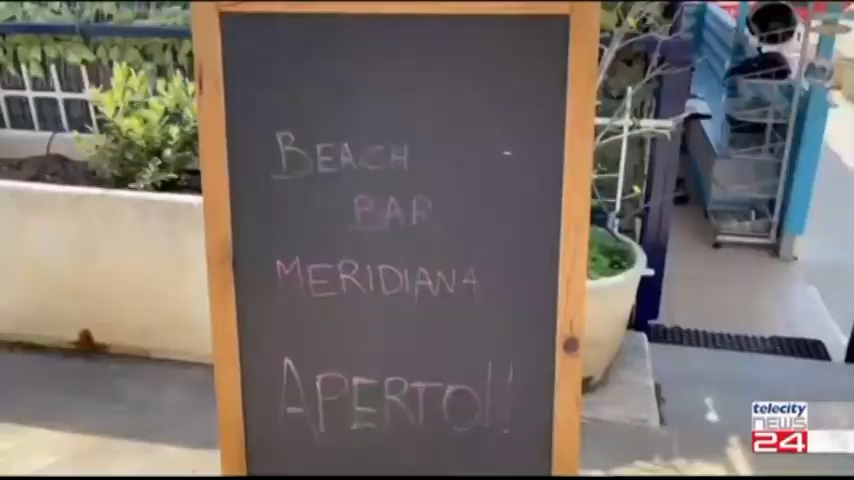 BEACH
BAR
MERIDIANA
APERTO!!
telecity
NEWS
24